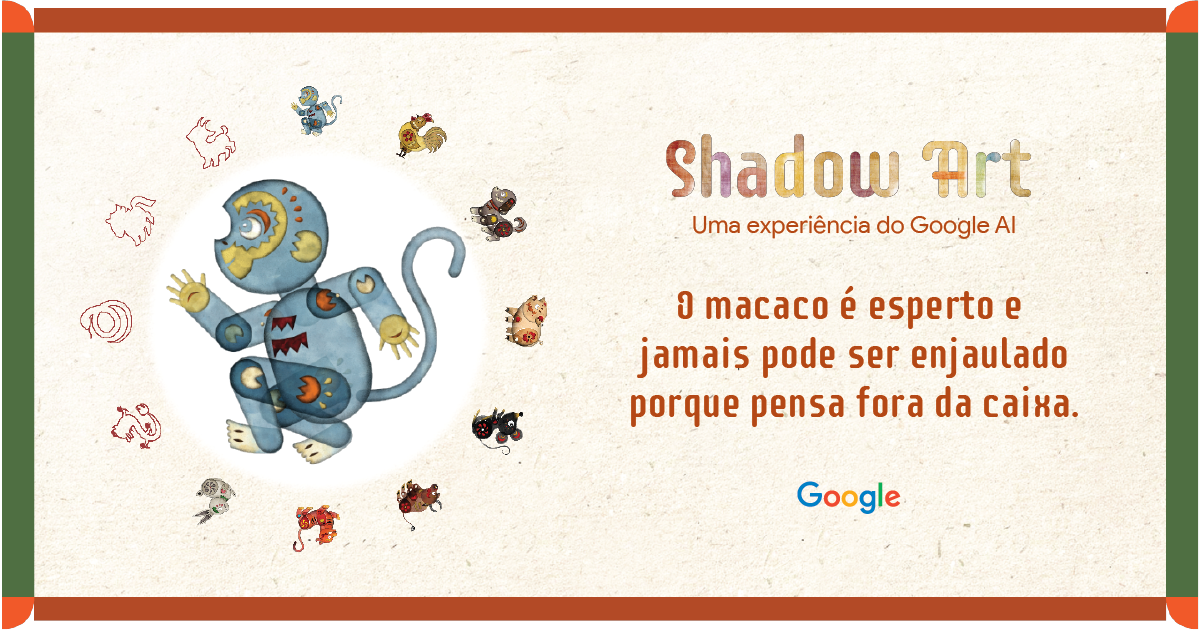 Shadow Art
Uma experiência do Google AI
O macaco é esperto e
jamais pode ser enjaulado
porque pensa fora da caixa.
Google